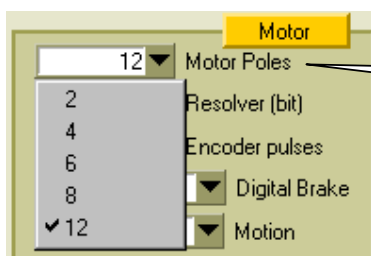 Motor
12 Motor Poles
2
Resolver (bit)
4
Encoder pulses
6
8
Digital Brake
✔12
Motion